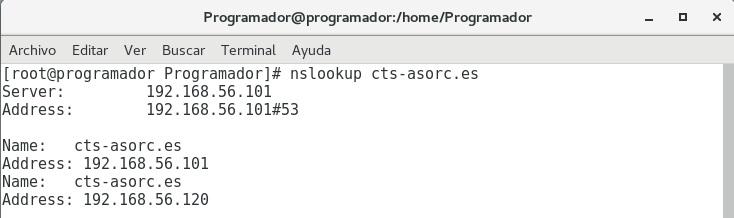 Programador@programador:/home/Programador
Archivo Editar Ver Buscar Terminal Ayuda
[root@programador Programador]# nslookup cts-asorc.es
Server:         192.168.56.101
Address:        192.168.56.101#53
Name:   cts-asorc.es
Address: 192.168.56.101
Name:   cts-asorc.es
Address: 192.168.56.120